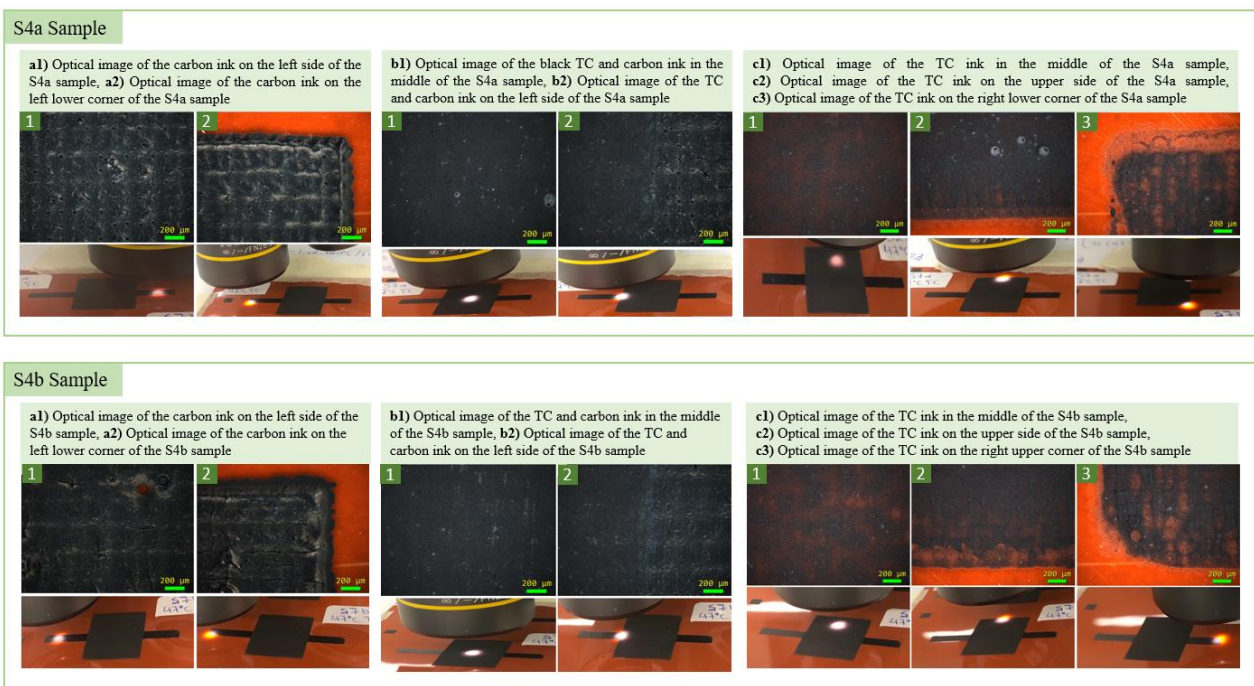 S4a Sample
a1) Optical image of the carbon ink on the left side of the
S4a sample, a2) Optical image of the carbon ink on the
left lower corner of the S4a sample
b1) Optical image of the black TC and carbon ink in the
middle of the S4a sample, b2) Optical image of the TC
and carbon ink on the left side of the S4a sample
c1) Optical image of the TC ink in the middle of the S4a sample,
c2) Optical image of the TC ink on the upper side of the S4a sample,
c3) Optical image of the TC ink on the right lower corner of the S4a sample
1
2
1
2
1
2
3
200 µm
200 µm
200 µm
200 µm
200 µm
200 µm
200 µm
S4b Sample
a1) Optical image of the carbon ink on the left side of the
S4b sample, a2) Optical image of the carbon ink on the
left lower corner of the S4b sample
b1) Optical image of the TC and carbon ink in the middle
of the S4b sample, b2) Optical image of the TC and
carbon ink on the left side of the S4b sample
c1) Optical image of the TC ink in the middle of the S4b sample,
c2) Optical image of the TC ink on the upper side of the S4b sample,
c3) Optical image of the TC ink on the right upper corner of the S4b sample
1
2
1
2
1
2
3
200 µm
200 µm
200 µm
200 µm
200 µm
200 µm
200 µm
S7b
47°C T